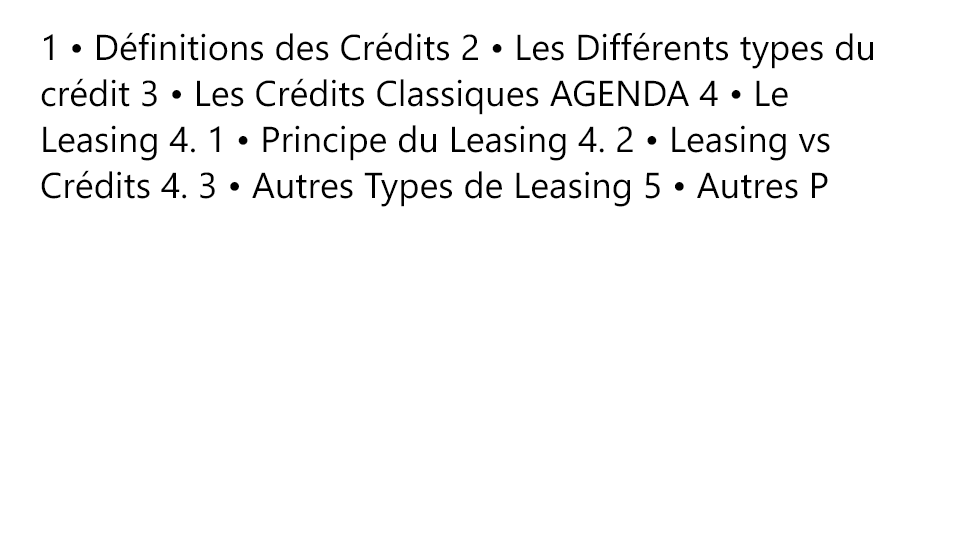 1 • Définitions des Crédits 2 • Les Différents types du
crédit 3 • Les Crédits Classiques AGENDA 4 • Le
Leasing 4. 1 • Principe du Leasing 4. 2 • Leasing vs
Crédits 4. 3 • Autres Types de Leasing 5 • Autres P